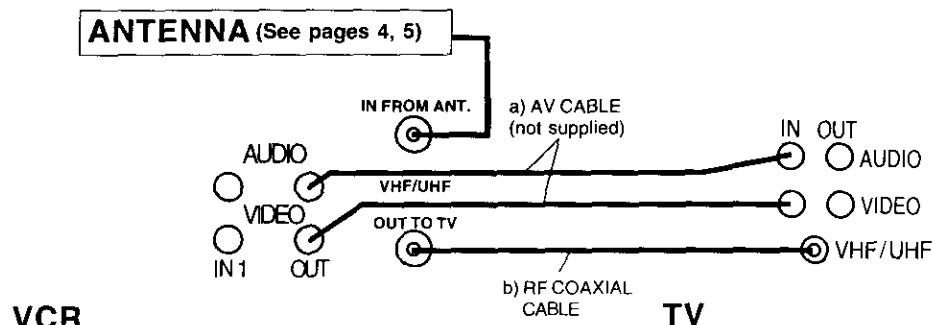 ANTENNA (See pages 4, 5)
IN FROM ANT.
a) AV CABLE
(not supplied)
IN OUT
AUDIO
AUDIO
VHF/UHF
VIDEO
VIDEO
OUT TO TV
VHF/UHF
IN 1 OUT
b) RF COAXIAL
CABLE
VCR
TV